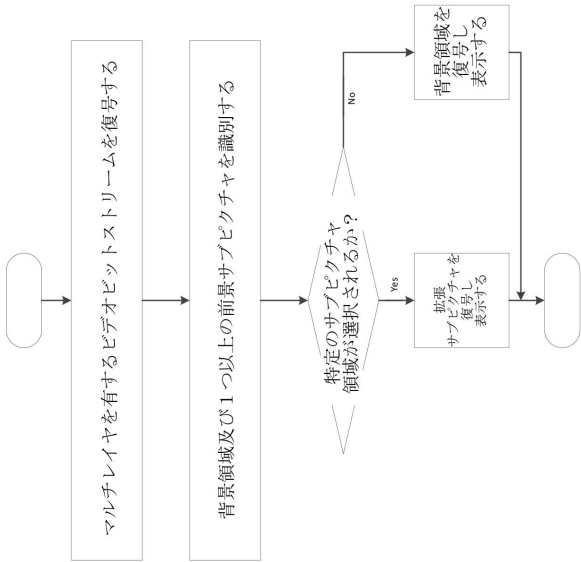 マルチレイヤを有するビデオビットストリームを復号する
背景領域及び1つ以上の前景サブピクチャを識別する
特定のサブピクチャ
領域が選択されるか?
No
Yes
背景領域を
復号し
表示する
拡張
サブピクチャを
復号し
表示する